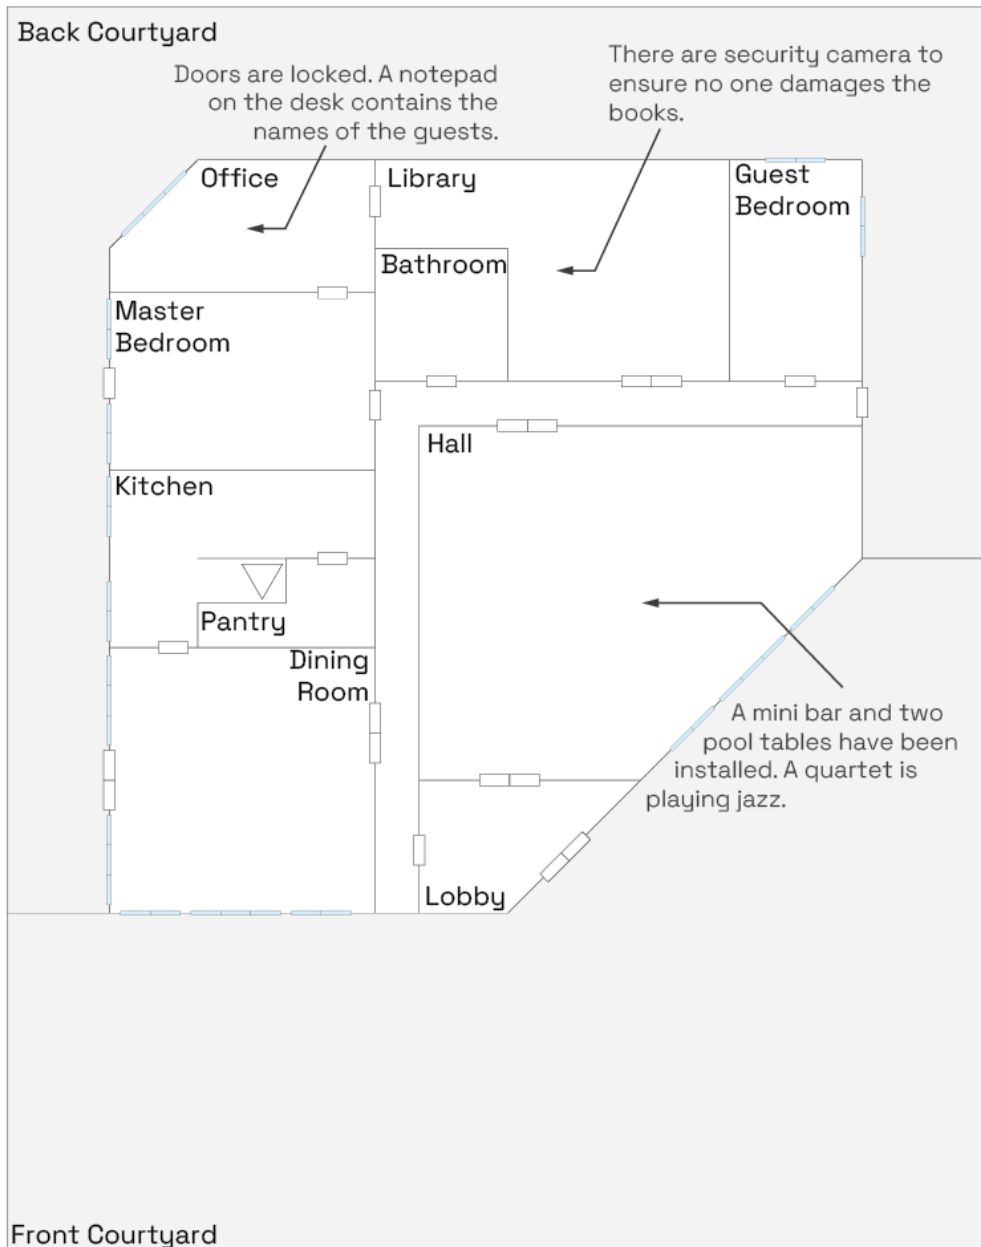 Back Courtyard
Doors are locked. A notepad
on the desk contains the
names of the guests.
There are security camera to
ensure no one damages the
books.
Office
Library
Guest
Bedroom
Bathroom
Master
Bedroom
Hall
Kitchen
Pantry
Dining
Room
A mini bar and two
pool tables have been
installed. A quartet is
playing jazz.
Lobby
Front Courtyard